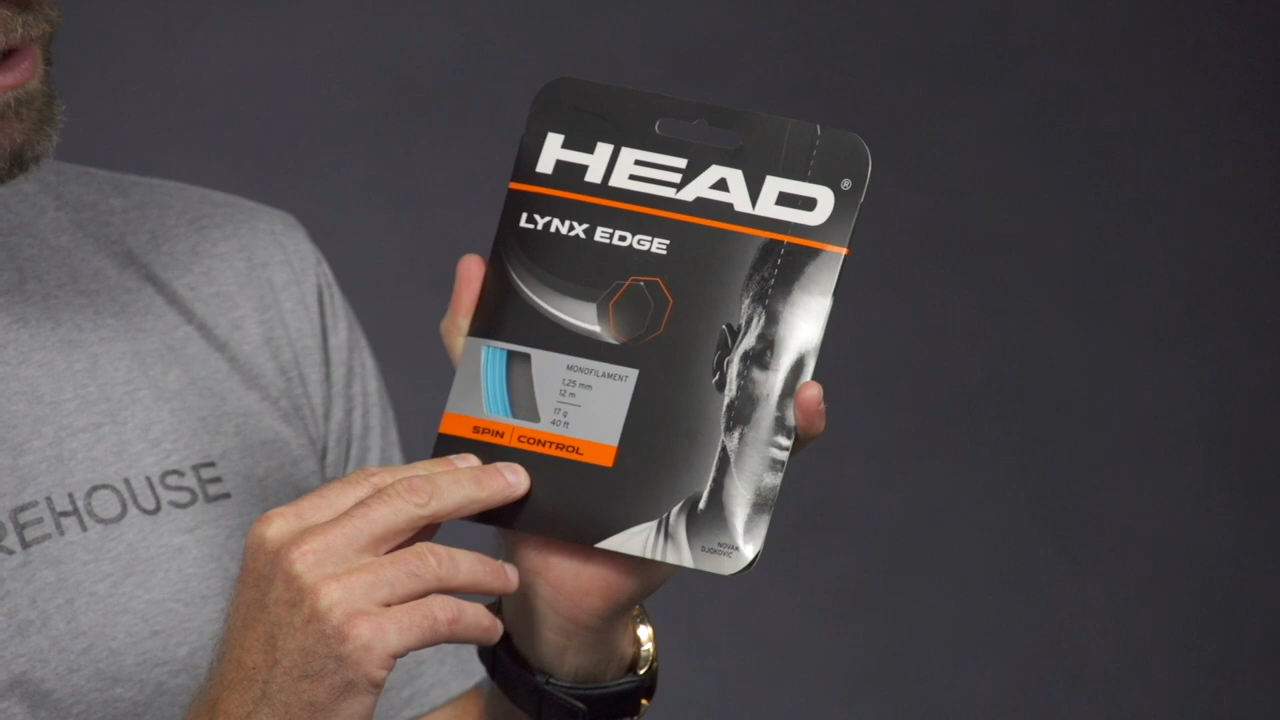 HEAD®
LYNX EDGE
MONOFILAMENT
1,25 mm
12 m
17 g
40 ft
SPIN | CONTROL
NOVAK
DJOKOVIC
REHOUSE